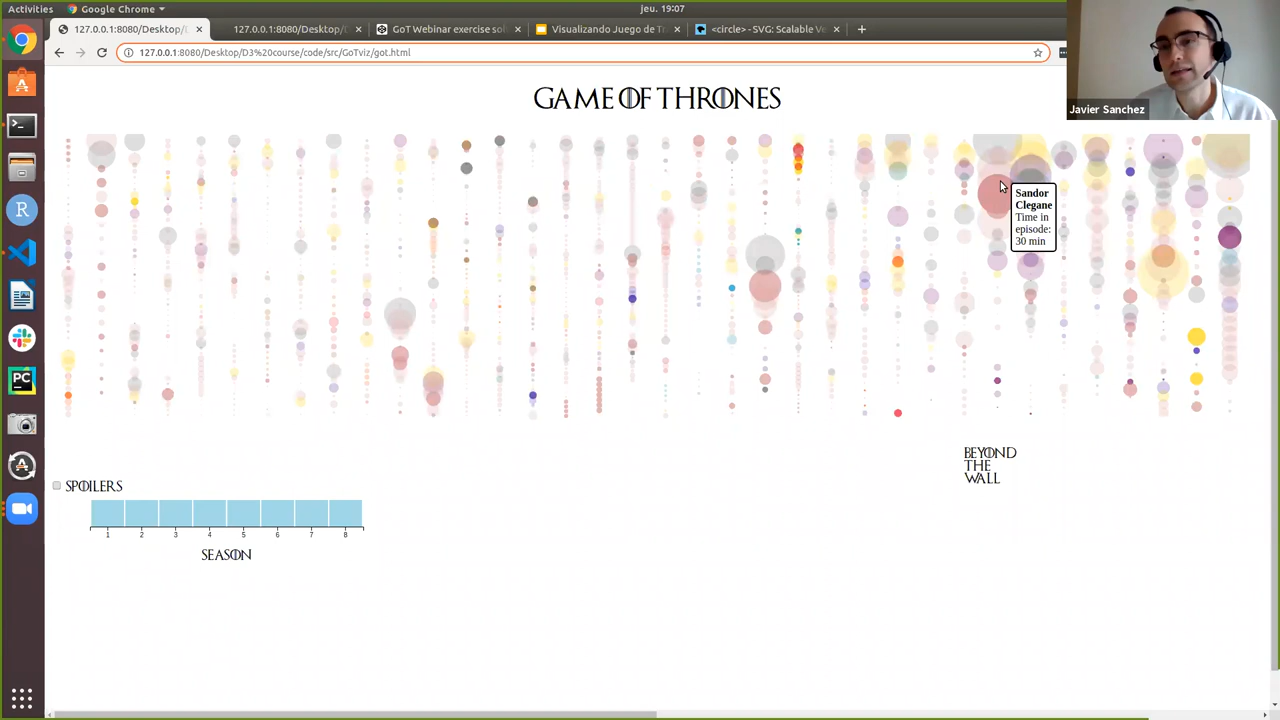 Activities
Google Chrome
jeu. 19:07
127.0.0.1:8080/Desktop/D
127.0.0.1:8080/Desktop/D
GoT Webinar exercise sol
Visualizando Juego de Tr
<circle> - SVG: Scalable Ve
127.0.0.1:8080/Desktop/D3%20course/code/src/GoTviz/got.html
Javier Sanchez
GAME OF THRONES
Sandor
Clegane
Time in
episode:
30 min
BEYOND
THE
WALL
SPOILERS
1 2 3 4 5 6 7 8
SEASON
R
PC
A